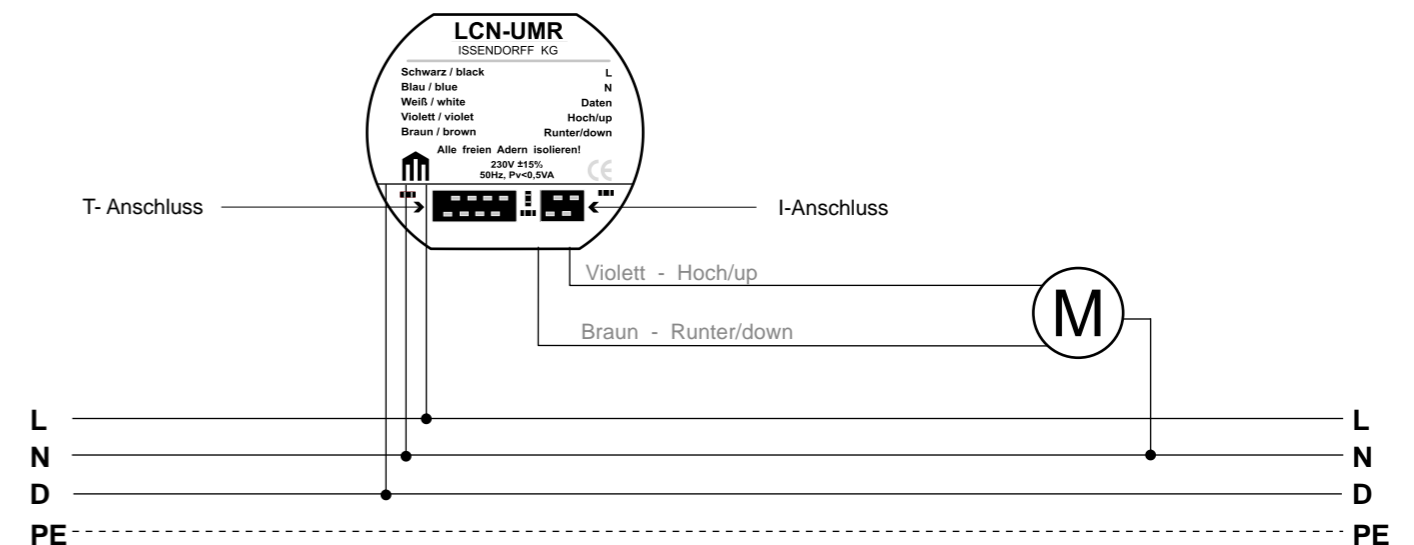 LCN-UMR
ISSENDORFF KG
Schwarz / black L
Blau / blue N
Weiß / white Daten
Violett / violet Hoch/up
Braun / brown Runter/down
Alle freien Adern isolieren!
230V ±15%
50Hz, Pv<0,5VA
CE
T- Anschluss
I-Anschluss
Violett - Hoch/up
M
Braun - Runter/down
L L
N N
D D
PE PE